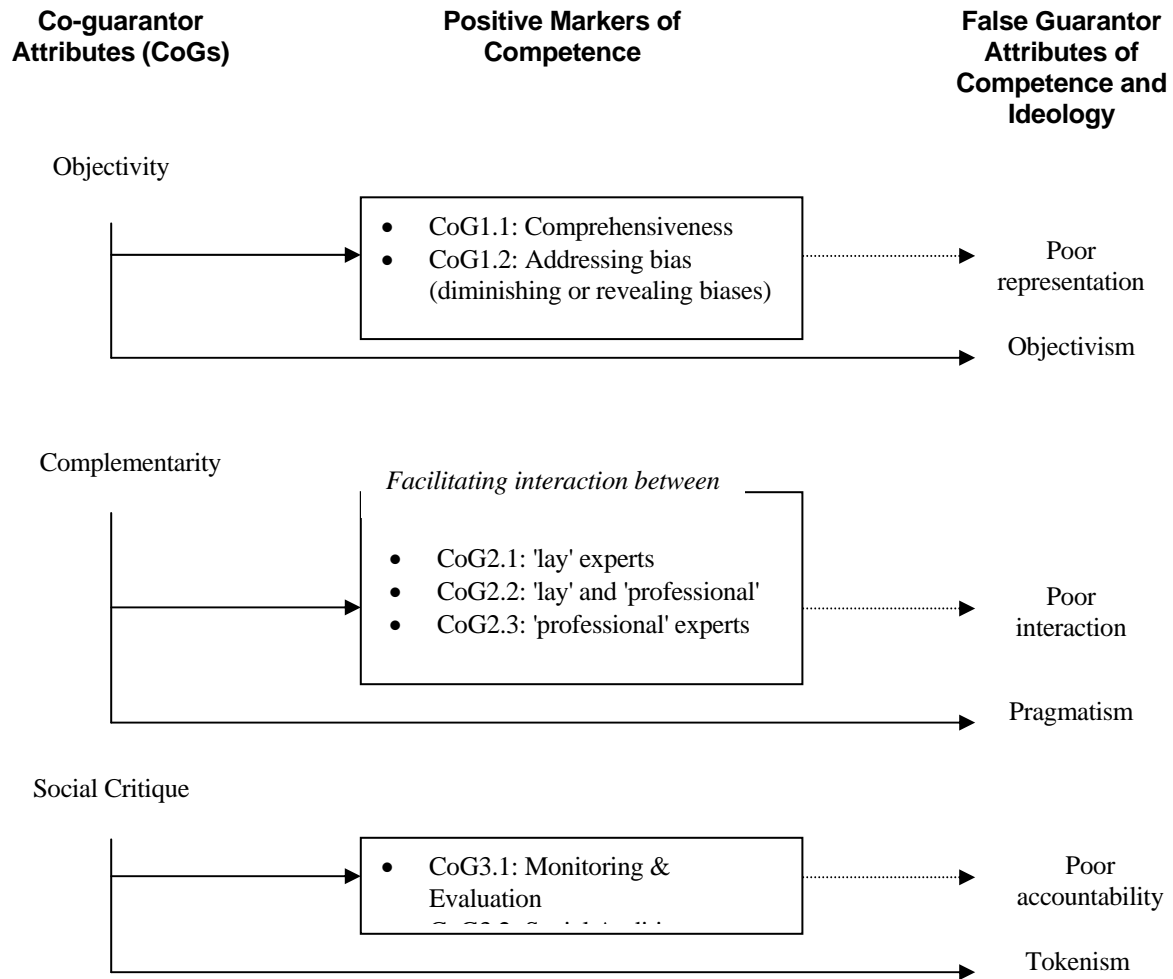 Co-guarantor
Attributes (CoGs)
Positive Markers of
Competence
False Guarantor
Attributes of
Competence and
Ideology
Objectivity
• CoG1.1: Comprehensiveness
• CoG1.2: Addressing bias
(diminishing or revealing biases)
Poor
representation
Objectivism
Complementarity
Facilitating interaction between
• CoG2.1: 'lay' experts
• CoG2.2: 'lay' and 'professional'
• CoG2.3: 'professional' experts
Poor
interaction
Pragmatism
Social Critique
• CoG3.1: Monitoring &
Evaluation
Poor
accountability
Tokenism